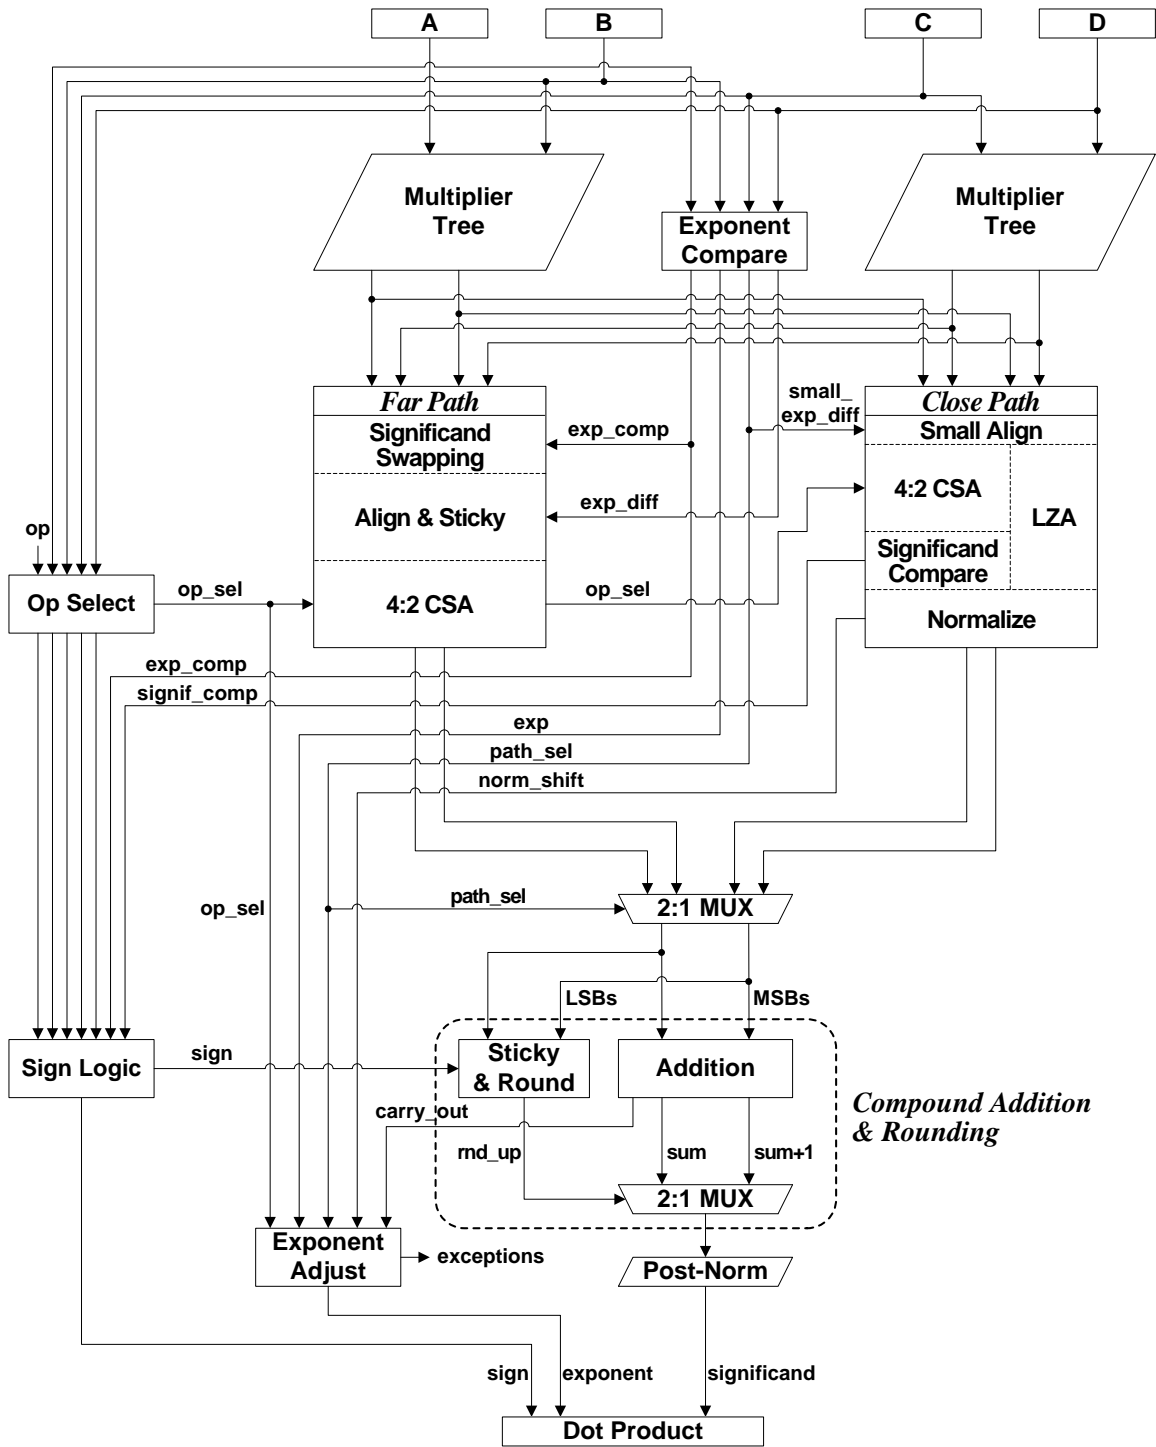 A
B
C
D
Multiplier
Tree
Exponent
Compare
Multiplier
Tree
Far Path
Significand
Swapping
Align & Sticky
4:2 CSA
exp_comp
exp_diff
small_
exp_diff
Close Path
Small Align
4:2 CSA
LZA
Significand
Compare
Normalize
op
Op Select
op_sel
op_sel
exp_comp
signif_comp
exp
path_sel
norm_shift
op_sel
path_sel
2:1 MUX
LSBs
MSBs
Sign Logic
sign
Sticky
& Round
Addition
Compound Addition
& Rounding
carry_out
rnd_up
sum
sum+1
2:1 MUX
Exponent
Adjust
exceptions
Post-Norm
sign
exponent
significand
Dot Product